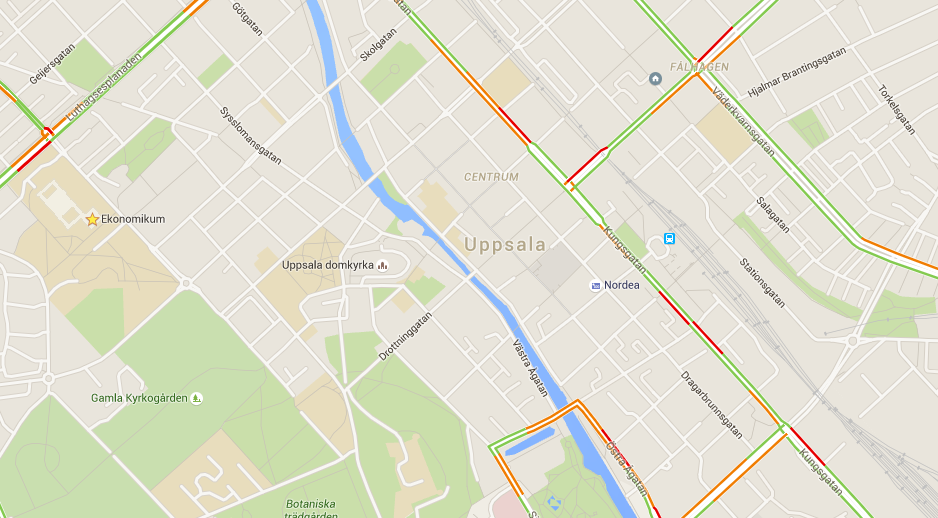 Götgatan
Skolgatan
Geijersgatan
Luthagsesplanaden
FÅLHAGEN
Hjalmar Brantingsgatan
Torkelsgatan
Väderkvarnsgatan
Sysslomansgatan
CENTRUM
Ekonomikum
Salagatan
Uppsala
Kungsgatan
Uppsala domkyrka
Stationsgatan
Nordea
Drottninggatan
Västra Ågatan
Dragarbrunnsgatan
Gamla Kyrkogården
Östra Ågatan
Kungsgatan
Botaniska
trädgården